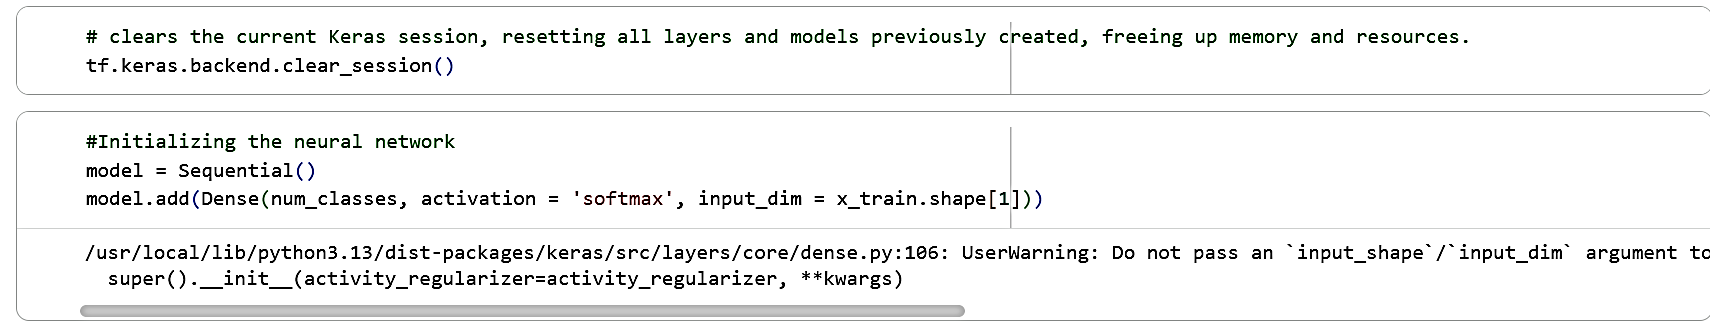 # clears the current Keras session, resetting all layers and models previously created, freeing up memory and resources.
tf.keras.backend.clear_session()
#Initializing the neural network
model = Sequential()
model.add(Dense(num_classes, activation = 'softmax', input_dim = x_train.shape[1]))
/usr/local/lib/python3.13/dist-packages/keras/src/layers/core/dense.py:106: UserWarning: Do not pass an `input_shape`/`input_dim` argument to
super().__init__(activity_regularizer=activity_regularizer, **kwargs)